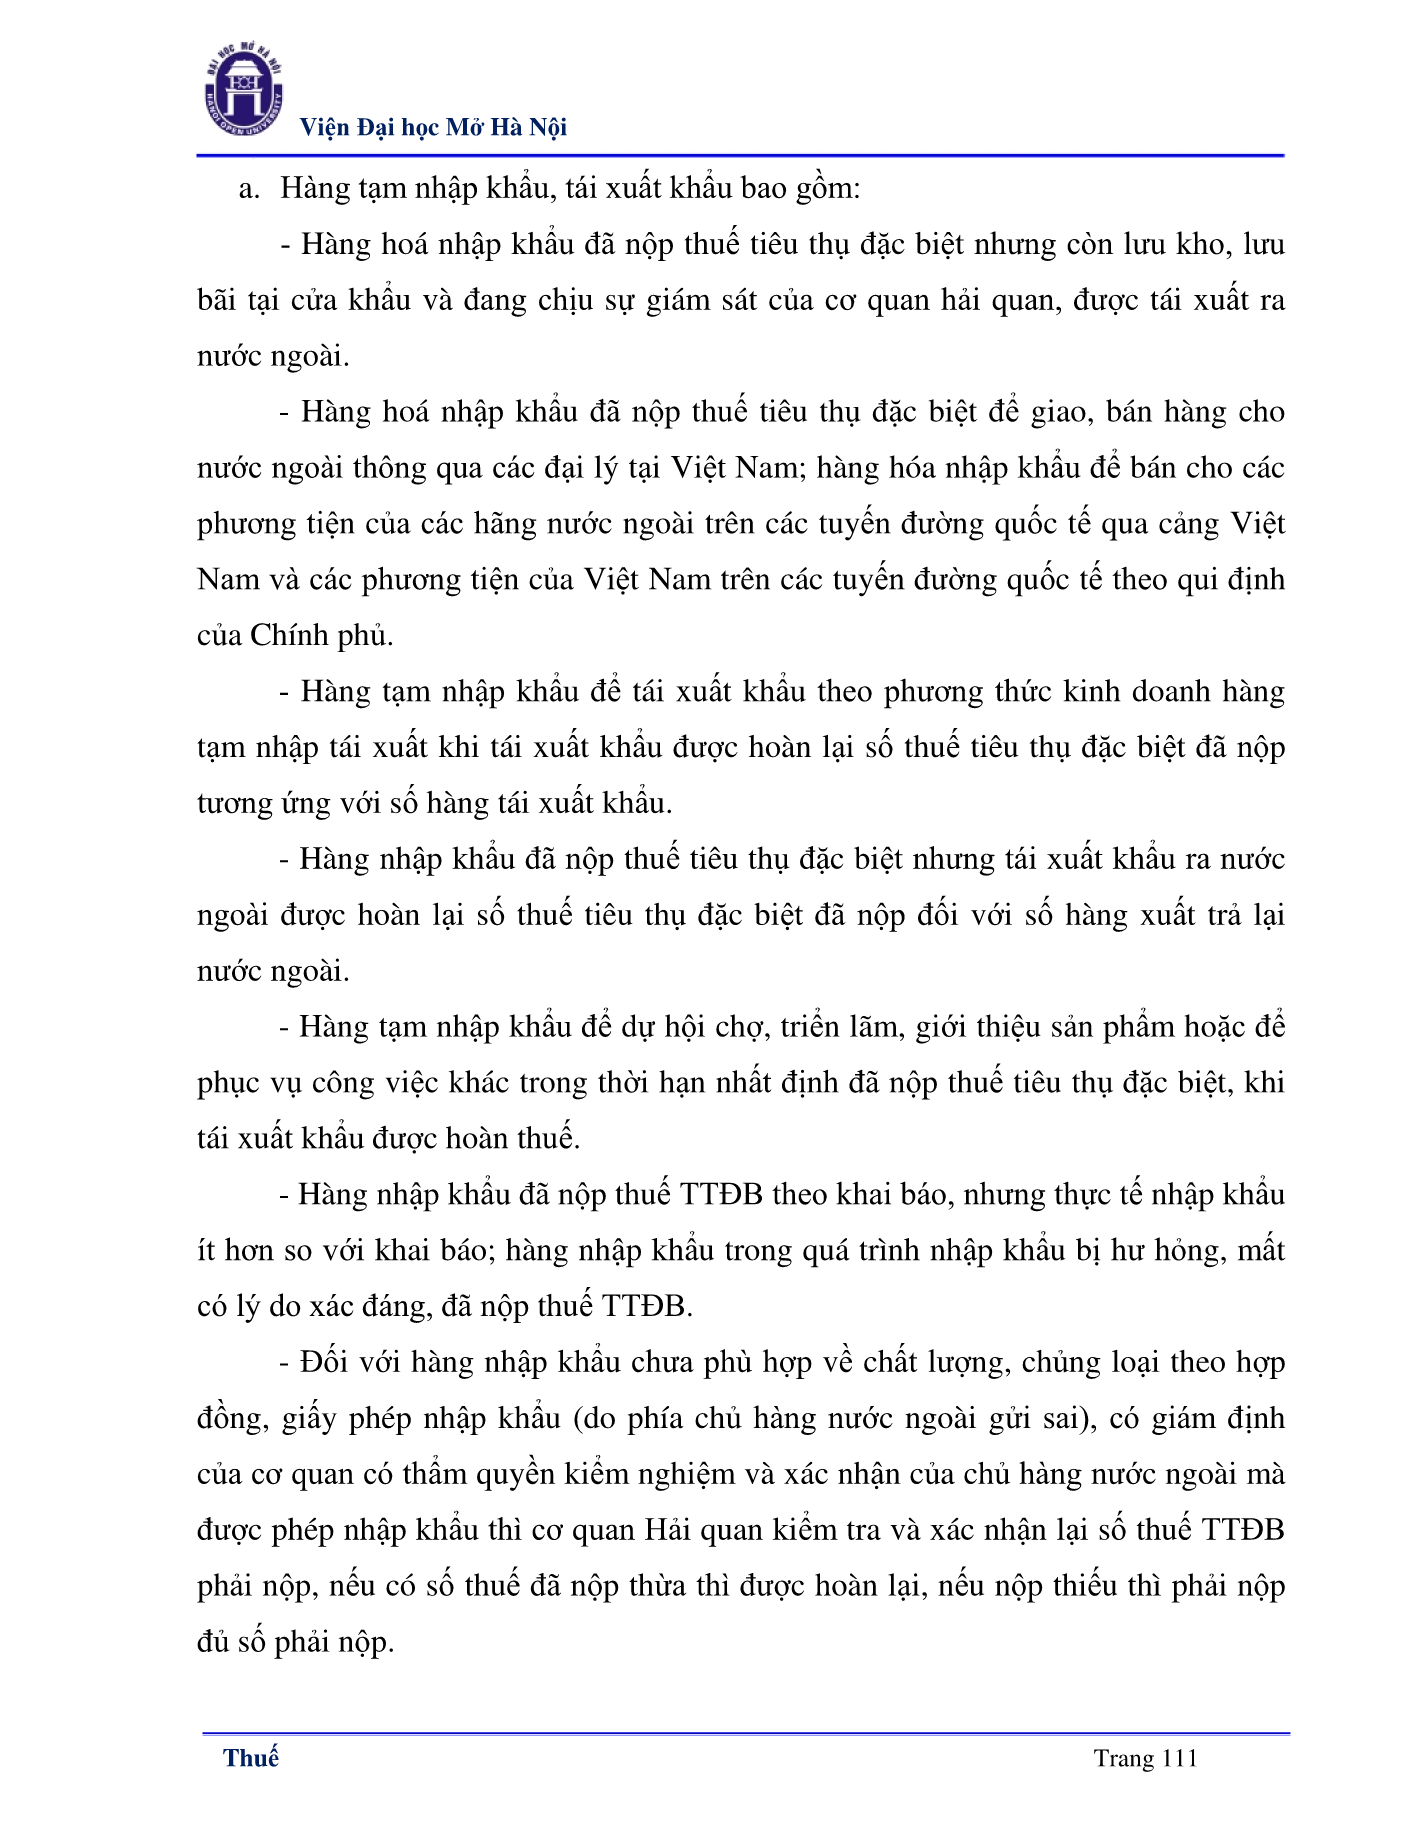 ĐẠI HỌC MỞ HÀ NỘI
HANOI OPEN UNIVERSITY
Viện Đại học Mở Hà Nội
a. Hàng tạm nhập khẩu, tái xuất khẩu bao gồm:
- Hàng hoá nhập khẩu đã nộp thuế tiêu thụ đặc biệt nhưng còn lưu kho, lưu
bãi tại cửa khẩu và đang chịu sự giám sát của cơ quan hải quan, được tái xuất ra
nước ngoài.
- Hàng hoá nhập khẩu đã nộp thuế tiêu thụ đặc biệt để giao, bán hàng cho
nước ngoài thông qua các đại lý tại Việt Nam; hàng hóa nhập khẩu để bán cho các
phương tiện của các hãng nước ngoài trên các tuyến đường quốc tế qua cảng Việt
Nam và các phương tiện của Việt Nam trên các tuyến đường quốc tế theo qui định
của Chính phủ.
- Hàng tạm nhập khẩu để tái xuất khẩu theo phương thức kinh doanh hàng
tạm nhập tái xuất khi tái xuất khẩu được hoàn lại số thuế tiêu thụ đặc biệt đã nộp
tương ứng với số hàng tái xuất khẩu.
- Hàng nhập khẩu đã nộp thuế tiêu thụ đặc biệt nhưng tái xuất khẩu ra nước
ngoài được hoàn lại số thuế tiêu thụ đặc biệt đã nộp đối với số hàng xuất trả lại
nước ngoài.
- Hàng tạm nhập khẩu để dự hội chợ, triển lãm, giới thiệu sản phẩm hoặc để
phục vụ công việc khác trong thời hạn nhất định đã nộp thuế tiêu thụ đặc biệt, khi
tái xuất khẩu được hoàn thuế.
- Hàng nhập khẩu đã nộp thuế TTĐB theo khai báo, nhưng thực tế nhập khẩu
ít hơn so với khai báo; hàng nhập khẩu trong quá trình nhập khẩu bị hư hỏng, mất
có lý do xác đáng, đã nộp thuế TTĐB.
- Đối với hàng nhập khẩu chưa phù hợp về chất lượng, chủng loại theo hợp
đồng, giấy phép nhập khẩu (do phía chủ hàng nước ngoài gửi sai), có giám định
của cơ quan có thẩm quyền kiểm nghiệm và xác nhận của chủ hàng nước ngoài mà
được phép nhập khẩu thì cơ quan Hải quan kiểm tra và xác nhận lại số thuế TTĐB
phải nộp, nếu có số thuế đã nộp thừa thì được hoàn lại, nếu nộp thiếu thì phải nộp
đủ số phải nộp.
Thuế
Trang 111